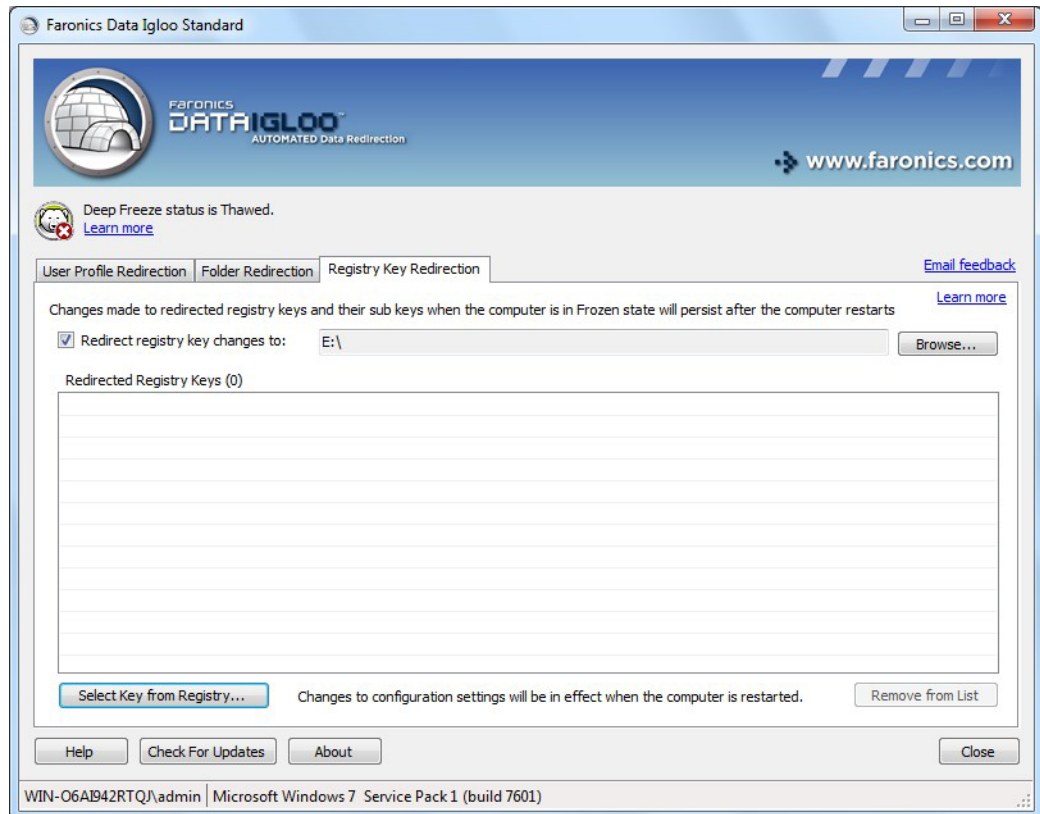 Faronics Data Igloo Standard
Faronics
DATAIGLOO™
AUTOMATED Data Redirection
www.faronics.com
Deep Freeze status is Thawed.
Learn more
User Profile Redirection Folder Redirection Registry Key Redirection Email feedback
Learn more
Changes made to redirected registry keys and their sub keys when the computer is in Frozen state will persist after the computer restarts
Redirect registry key changes to: E:\ Browse...
Redirected Registry Keys (0)
Select Key from Registry... Changes to configuration settings will be in effect when the computer is restarted. Remove from List
Help Check For Updates About Close
WIN-O6AI942RTQJ\admin Microsoft Windows 7 Service Pack 1 (build 7601)